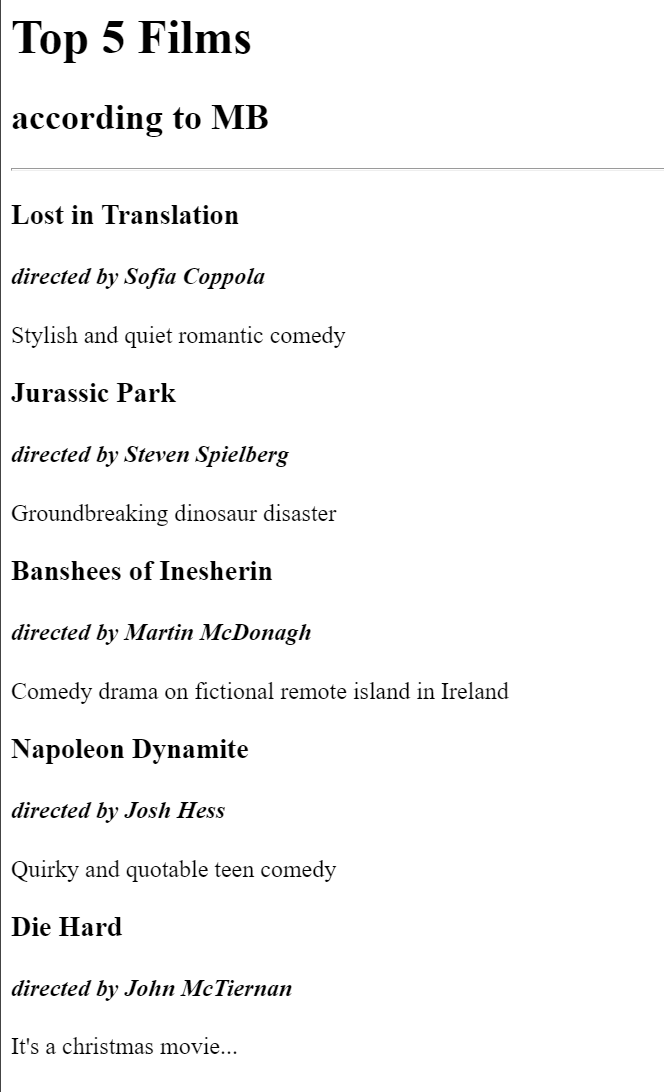 Top 5 Films
according to MB
Lost in Translation
directed by Sofia Coppola
Stylish and quiet romantic comedy
Jurassic Park
directed by Steven Spielberg
Groundbreaking dinosaur disaster
Banshees of Inesherin
directed by Martin McDonagh
Comedy drama on fictional remote island in Ireland
Napoleon Dynamite
directed by Josh Hess
Quirky and quotable teen comedy
Die Hard
directed by John McTiernan
It's a christmas movie...